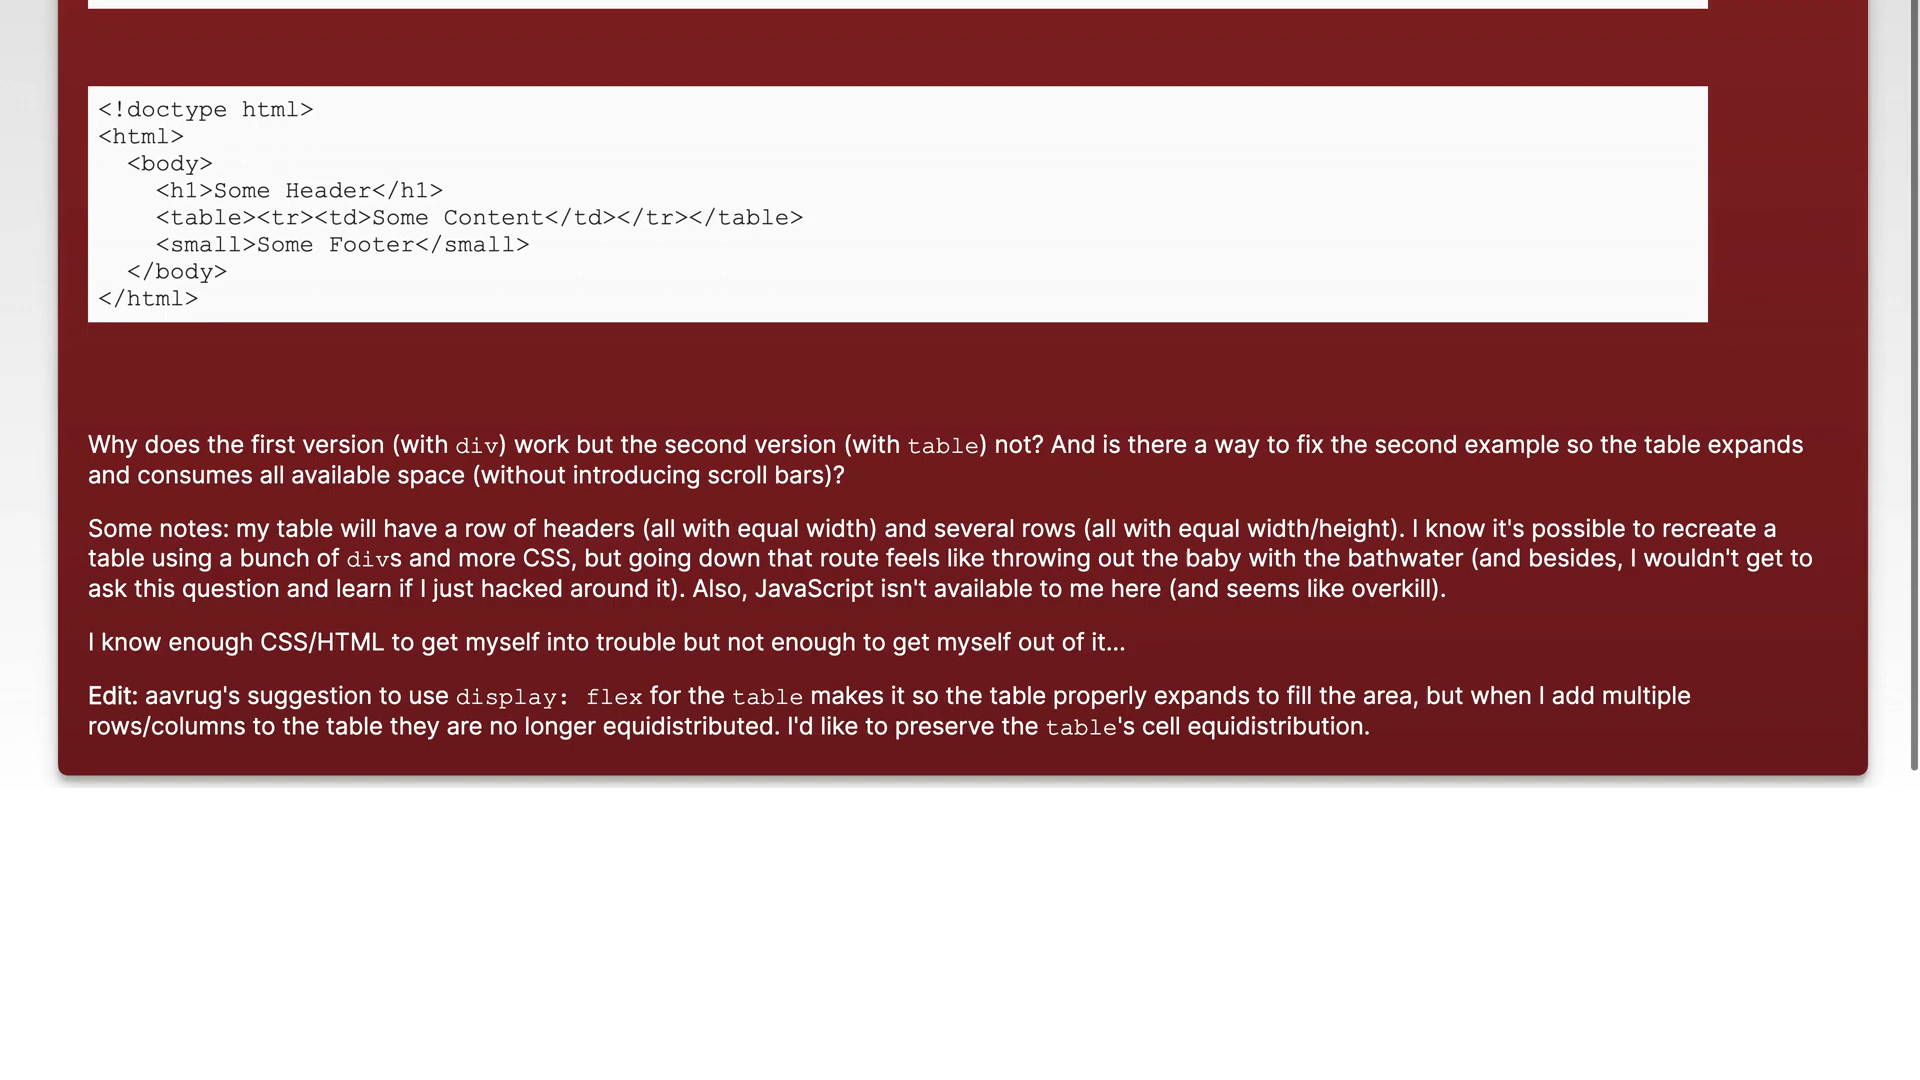 <!doctype html>
<html>
  <body>
    <h1>Some Header</h1>
    <table><tr><td>Some Content</td></tr></table>
    <small>Some Footer</small>
  </body>
</html>
Why does the first version (with div) work but the second version (with table) not? And is there a way to fix the second example so the table expands
and consumes all available space (without introducing scroll bars)?
Some notes: my table will have a row of headers (all with equal width) and several rows (all with equal width/height). I know it's possible to recreate a
table using a bunch of divs and more CSS, but going down that route feels like throwing out the baby with the bathwater (and besides, I wouldn't get to
ask this question and learn if I just hacked around it). Also, JavaScript isn't available to me here (and seems like overkill).
I know enough CSS/HTML to get myself into trouble but not enough to get myself out of it...
Edit: aavrug's suggestion to use display: flex for the table makes it so the table properly expands to fill the area, but when I add multiple
rows/columns to the table they are no longer equidistributed. I'd like to preserve the table's cell equidistribution.